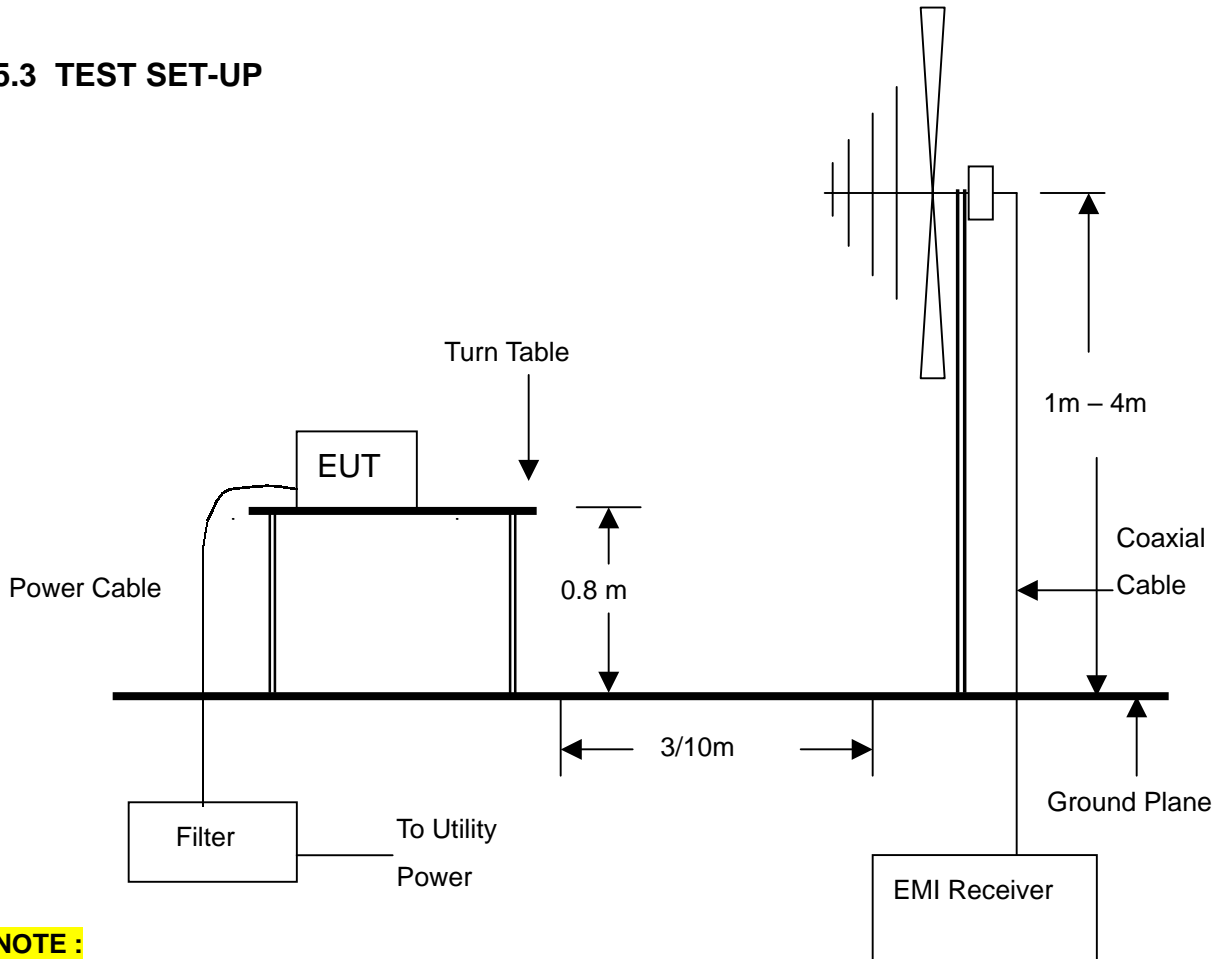 5.3 TEST SET-UP
Turn Table
1m – 4m
EUT
Coaxial
Cable
Power Cable
0.8 m
3/10m
Ground Plane
Filter
To Utility
Power
EMI Receiver
NOTE :